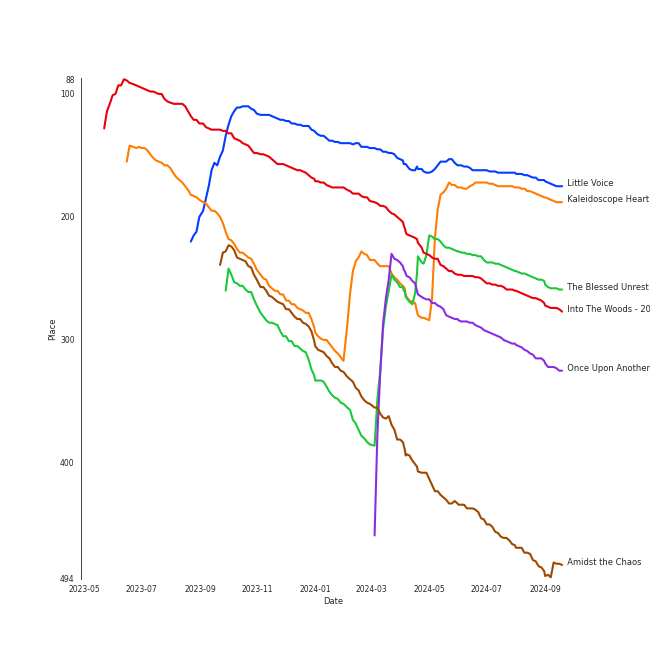 88
100
200
300
400
494
Place
2023-05
2023-07
2023-09
2023-11
2024-01
2024-03
2024-05
2024-07
2024-09
Date
Little Voice
Kaleidoscope Heart
The Blessed Unrest
Into The Woods - 20
Once Upon Another
Amidst the Chaos